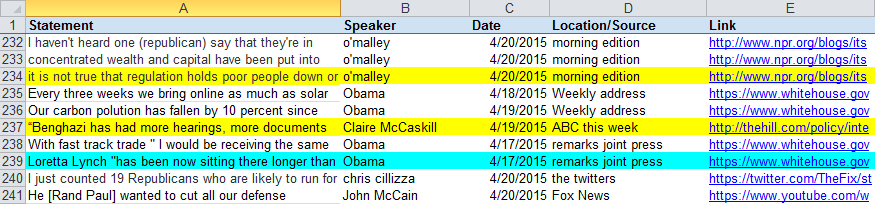 A B C D E
1 Statement Speaker Date Location/Source Link
232 I haven't heard one (republican) say that they're in o'malley 4/20/2015 morning edition http://www.npr.org/blogs/its
233 concentrated wealth and capital have been put into o'malley 4/20/2015 morning edition http://www.npr.org/blogs/its
234 it is not true that regulation holds poor people down or o'malley 4/20/2015 morning edition http://www.npr.org/blogs/its
235 Every three weeks we bring online as much as solar Obama 4/18/2015 Weekly address https://www.whitehouse.gov
236 Our carbon polution has fallen by 10 percent since Obama 4/19/2015 Weekly address https://www.whitehouse.gov
237 “Benghazi has had more hearings, more documents Claire McCaskill 4/19/2015 ABC this week http://thehill.com/policy/inte
238 With fast track trade " I would be receiving the same Obama 4/17/2015 remarks joint press https://www.whitehouse.gov
239 Loretta Lynch "has been now sitting there longer than Obama 4/17/2015 remarks joint press https://www.whitehouse.gov
240 I just counted 19 Republicans who are likely to run for chris cillizza 4/20/2015 the twitters https://twitter.com/TheFix/st
241 He [Rand Paul] wanted to cut all our defense John McCain 4/20/2015 Fox News https://www.youtube.com/w